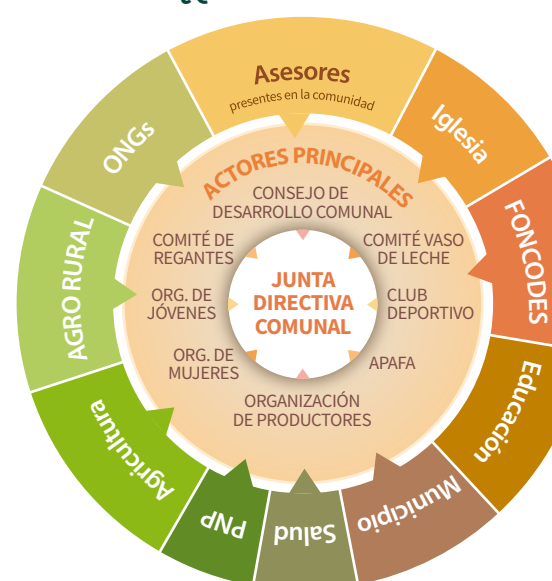 Asesores
presentes en la comunidad
Iglesia
FONCODES
Educación
Municipio
Salud
PNP
Agricultura
AGRO RURAL
ONGs
ACTORES PRINCIPALES
CONSEJO DE
DESARROLLO COMUNAL
COMITÉ VASO
DE LECHE
CLUB
DEPORTIVO
APAFA
ORGANIZACIÓN
DE PRODUCTORES
ORG. DE
MUJERES
ORG. DE
JÓVENES
COMITÉ DE
REGANTES
JUNTA
DIRECTIVA
COMUNAL